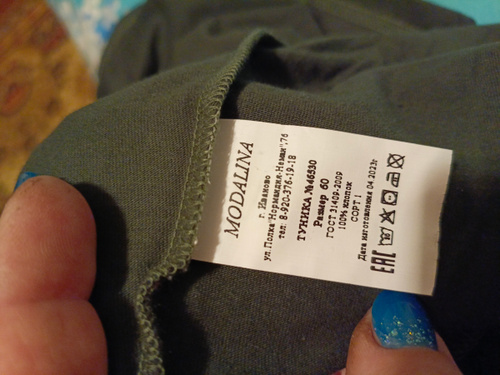 MODALINA
г. Иваново
ул.Полка"Нормандия-Неман",76
тел: 8-920-376-19-18
ТУНИКА №46530
Размер 60
ГОСТ 31409-2009
100% хлопок
СОРТ 1
Дата изготовления 04 2023г
EAC